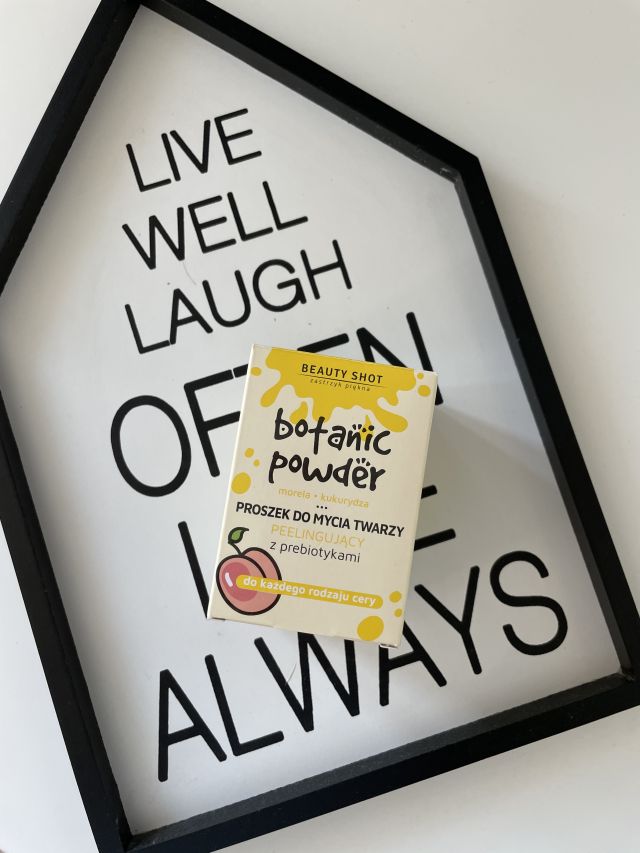 LIVE
WELL
LAUGH
OFTEN
ALWAYS
BEAUTY SHOT
zastrzyk piękna
botanic
powder
morela • kukurydza
PROSZEK DO MYCIA TWARZY
PEELINGUJĄCY
z prebiotykami
do każdego rodzaju cery